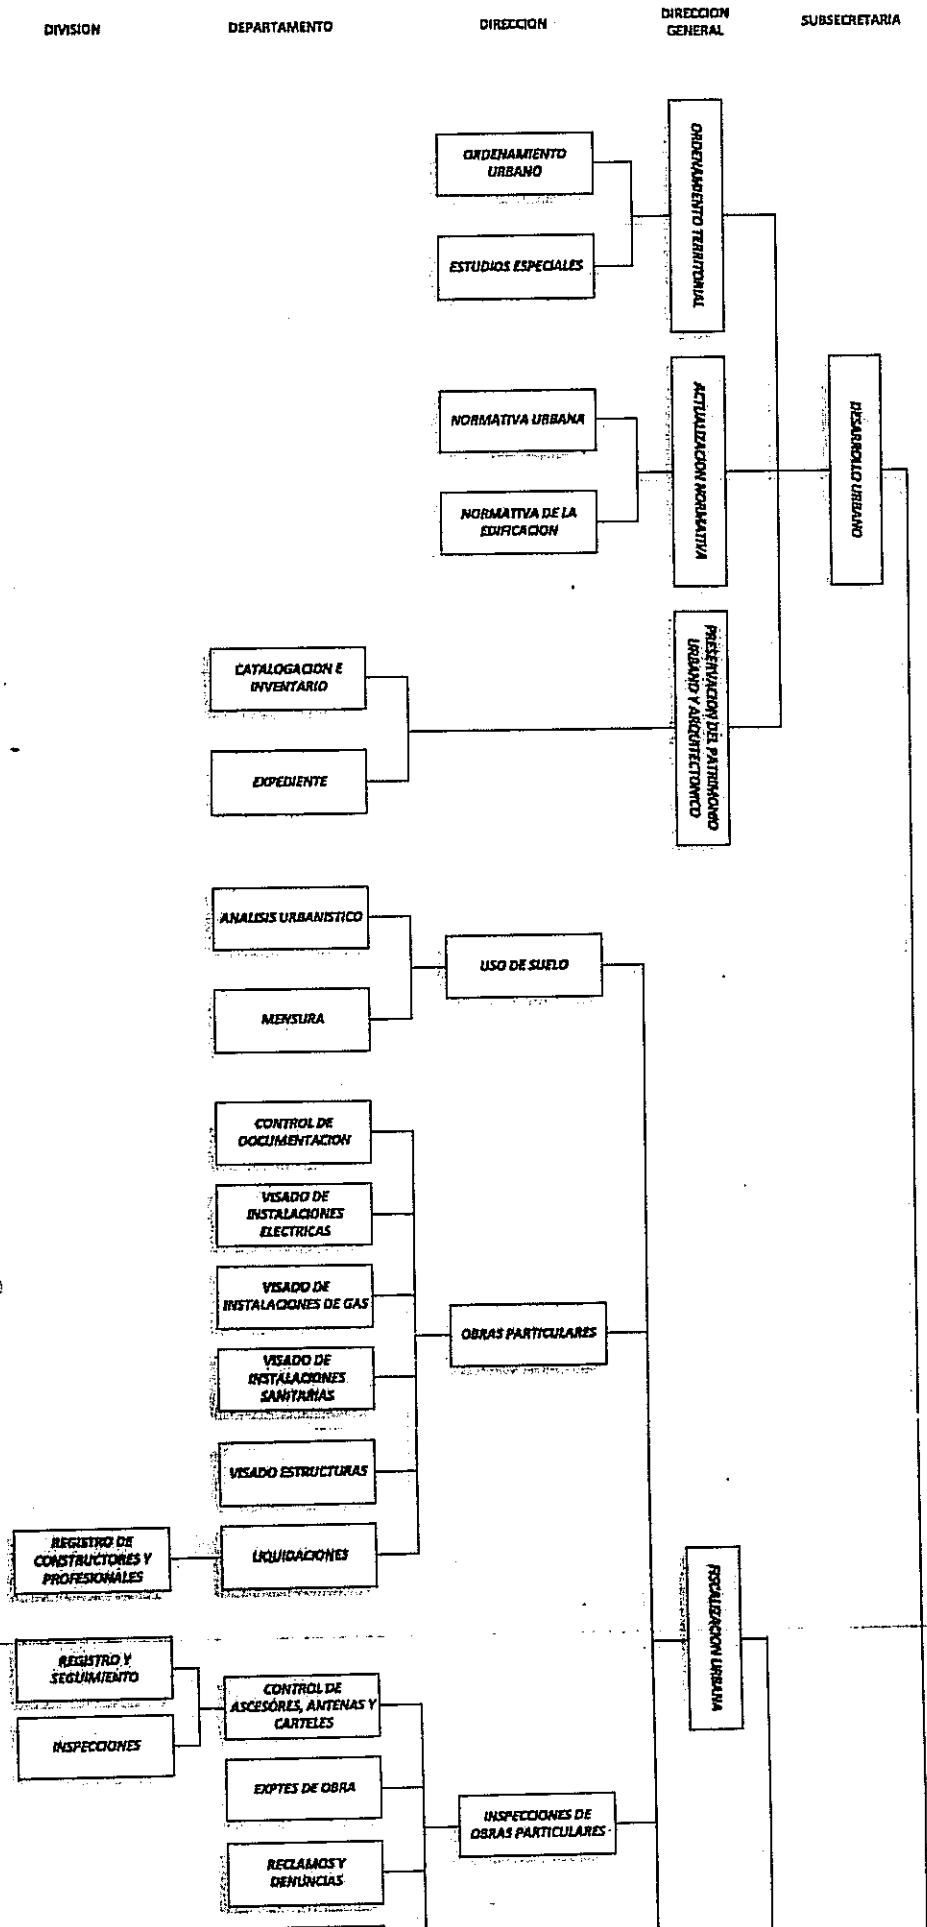 DIVISION
DEPARTAMENTO
DIRECCION
DIRECCION
GENERAL
SUBSECRETARIA
ORDENAMIENTO
URBANO
ESTUDIOS ESPECIALES
ORDENAMIENTO TERRITORIAL
NORMATIVA URBANA
NORMATIVA DE LA
EDIFICACION
ACTUALIZACION NORMATIVA
DESARROLLO URBANO
CATALOGACION E
INVENTARIO
EXPEDIENTE
PRESERVACION DEL PATRIMONIO
URBANO Y ARQUITECTONICO
ANALISIS URBANISTICO
MENSURA
USO DE SUELO
CONTROL DE
DOCUMENTACION
VISADO DE
INSTALACIONES
ELECTRICAS
VISADO DE
INSTALACIONES DE GAS
VISADO DE
INSTALACIONES
SANITARIAS
VISADO ESTRUCTURAS
LIQUIDACIONES
OBRAS PARTICULARES
REGISTRO DE
CONSTRUCTORES Y
PROFESIONALES
FISCALIZACION URBANA
REGISTRO Y
SEGUIMIENTO
INSPECCIONES
CONTROL DE
ASCESORES, ANTENAS Y
CARTELES
EXPTES DE OBRA
RECLAMOS Y
DENUNCIAS
INSPECCIONES DE
OBRAS PARTICULARES